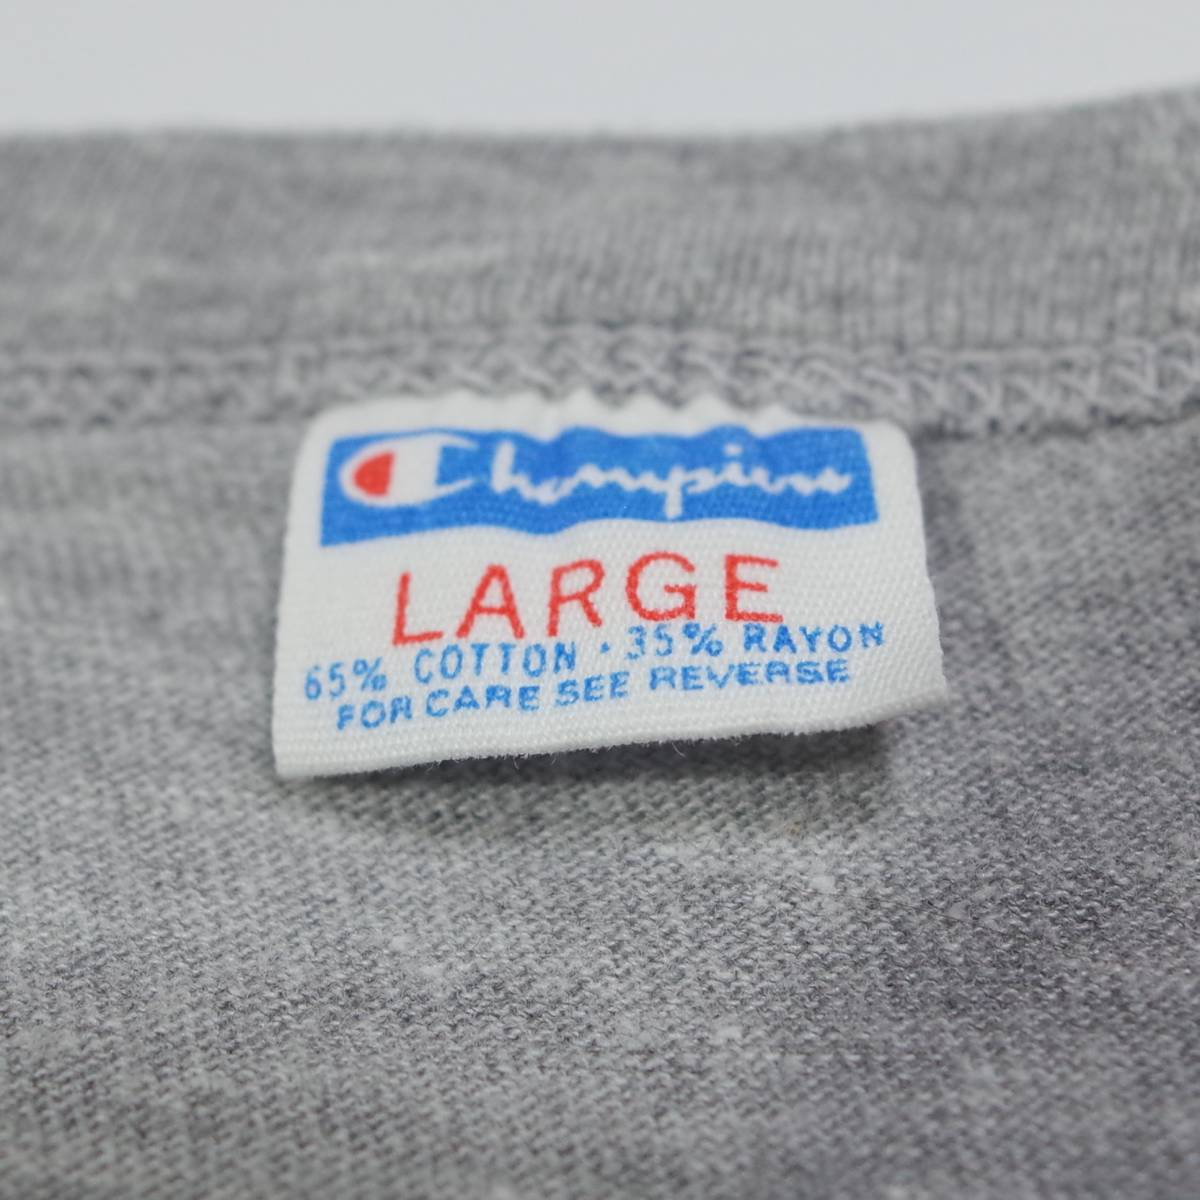 Champion
LARGE
65% COTTON · 35% RAYON
FOR CARE SEE REVERSE